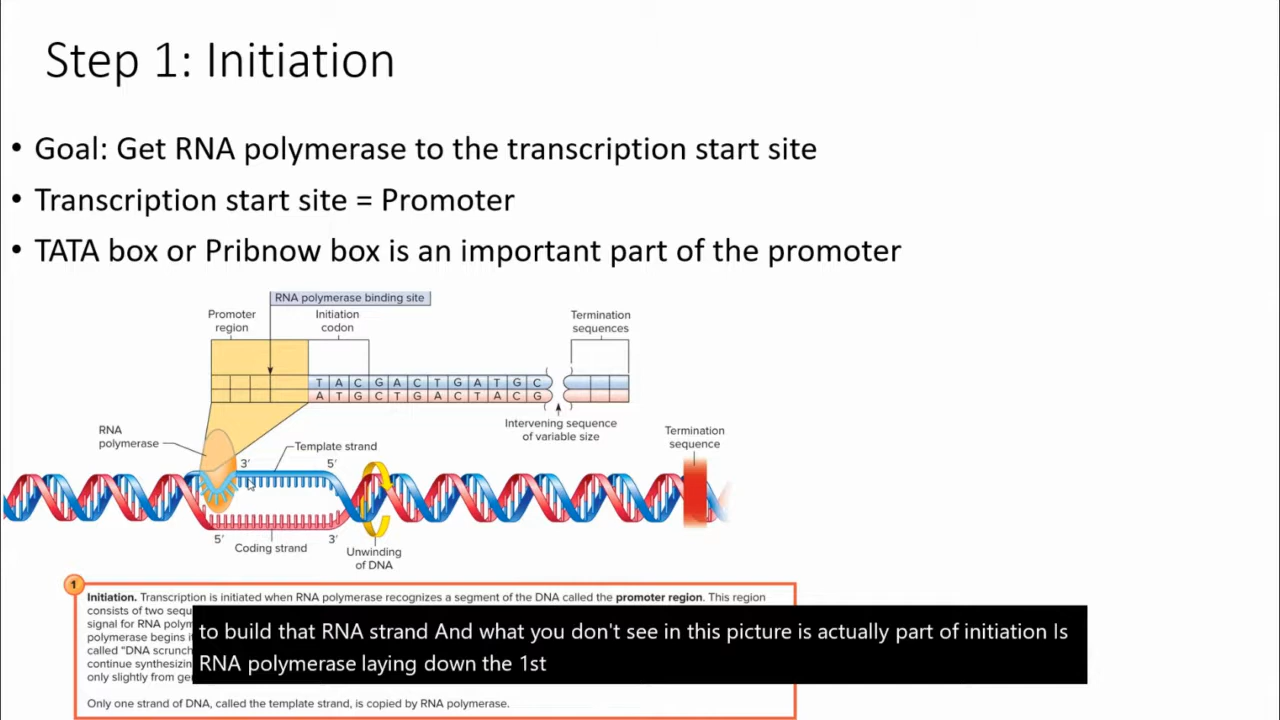 Step 1: Initiation
• Goal: Get RNA polymerase to the transcription start site
• Transcription start site = Promoter
• TATA box or Pribnow box is an important part of the promoter
RNA polymerase binding site
Promoter
region
Initiation
codon
Termination
sequences
T A C G A C T G A T G C
A T G C T G A C T A C G
Intervening sequence
of variable size
RNA
polymerase
Template strand
Termination
sequence
3′ 5′
5′ 3′
Coding strand
Unwinding
of DNA
1
Initiation. Transcription is initiated when RNA polymerase recognizes a segment of the DNA called the promoter region. This region
consists of two
signal for RNA
polymerase begins
called "DNA
continue
only slightly from
Only one strand of DNA, called the template strand, is copied by RNA polymerase.
to build that RNA strand And what you don't see in this picture is actually part of initiation Is
RNA polymerase laying down the 1st